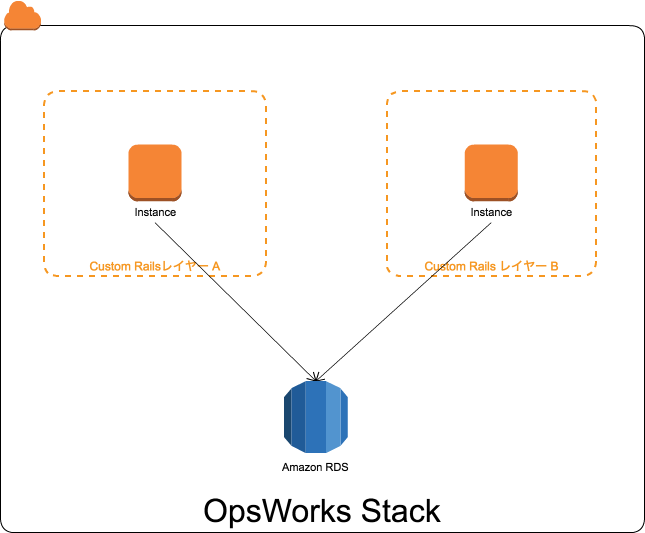 Instance
Instance
Custom Railsレイヤー A
Custom Rails レイヤー B
Amazon RDS
OpsWorks Stack